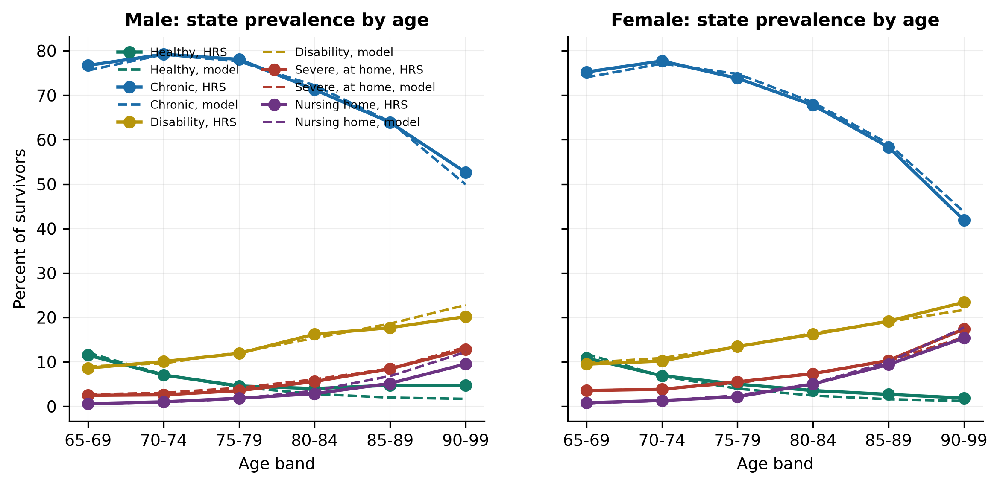 Male: state prevalence by age
Healthy, HRS
Healthy, model
Chronic, HRS
Chronic, model
Disability, HRS
Disability, model
Severe, at home, HRS
Severe, at home, model
Nursing home, HRS
Nursing home, model
Percent of survivors
80
70
60
50
40
30
20
10
0
65-69 70-74 75-79 80-84 85-89 90-99
Age band
Female: state prevalence by age
65-69 70-74 75-79 80-84 85-89 90-99
Age band